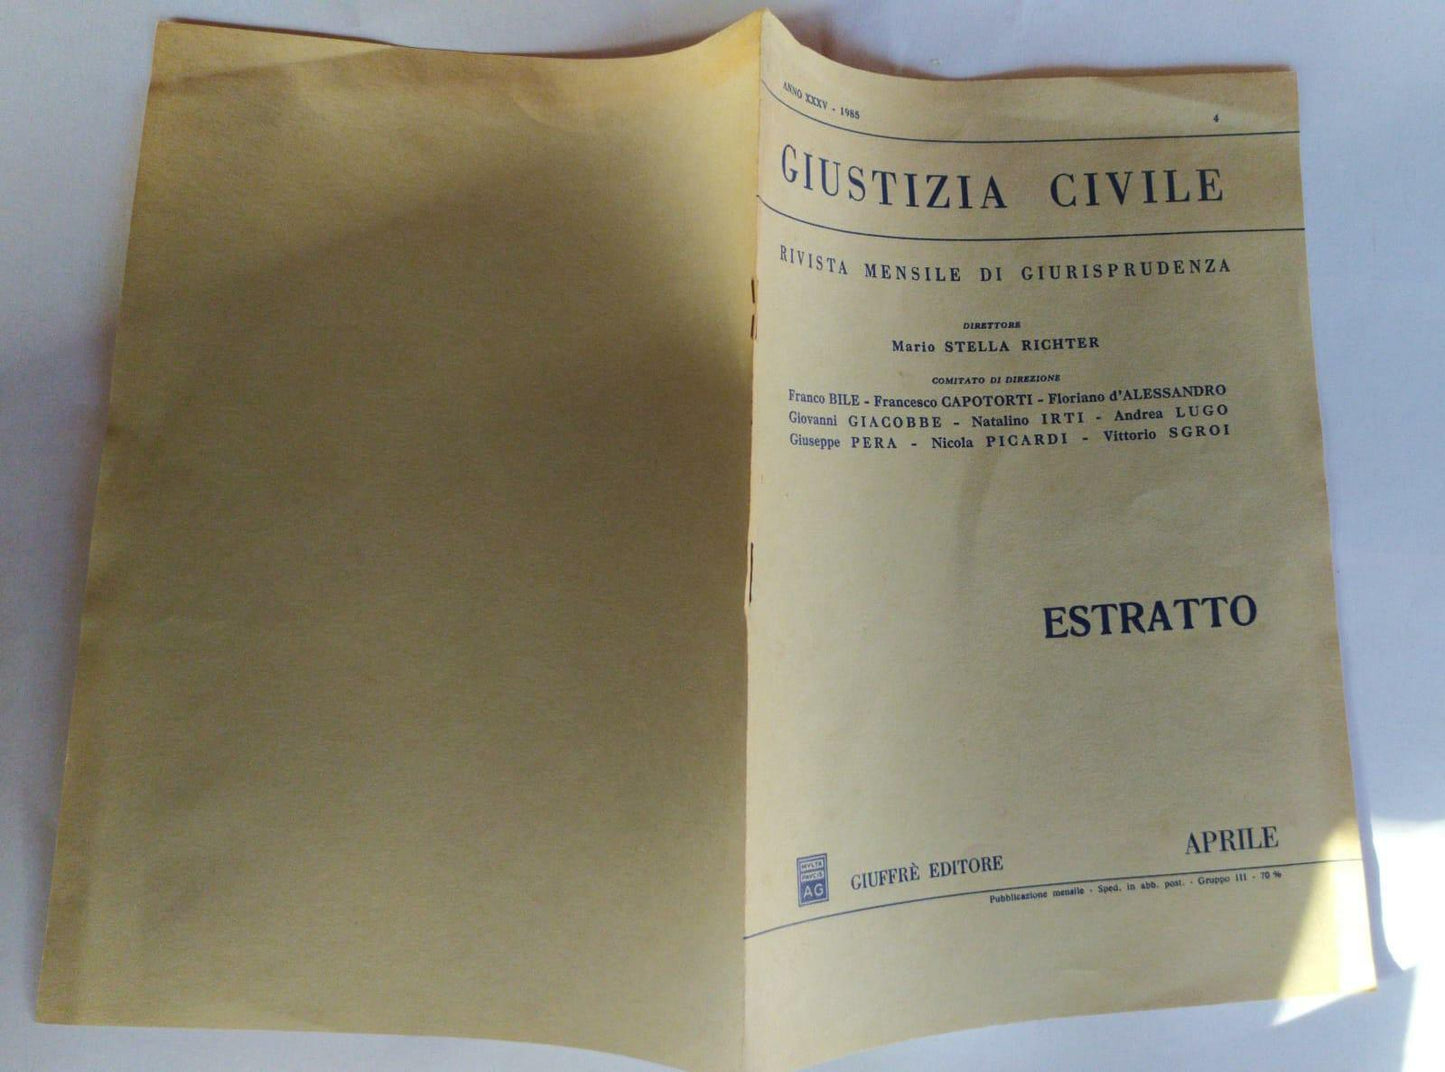 ANNO XXXV - 1985 4
GIUSTIZIA CIVILE
RIVISTA MENSILE DI GIURISPRUDENZA
DIRETTORE
Mario STELLA RICHTER
COMITATO DI DIREZIONE
Franco BILE - Francesco CAPOTORTI - Floriano d'ALESSANDRO
Giovanni GIACOBBE - Natalino IRTI - Andrea LUGO
Giuseppe PERA - Nicola PICARDI - Vittorio SGROI
ESTRATTO
APRILE
MVLTA
PAVCIS
AG
GIUFFRÈ EDITORE
Pubblicazione mensile - Sped. in abb. post. - Gruppo III - 70 %